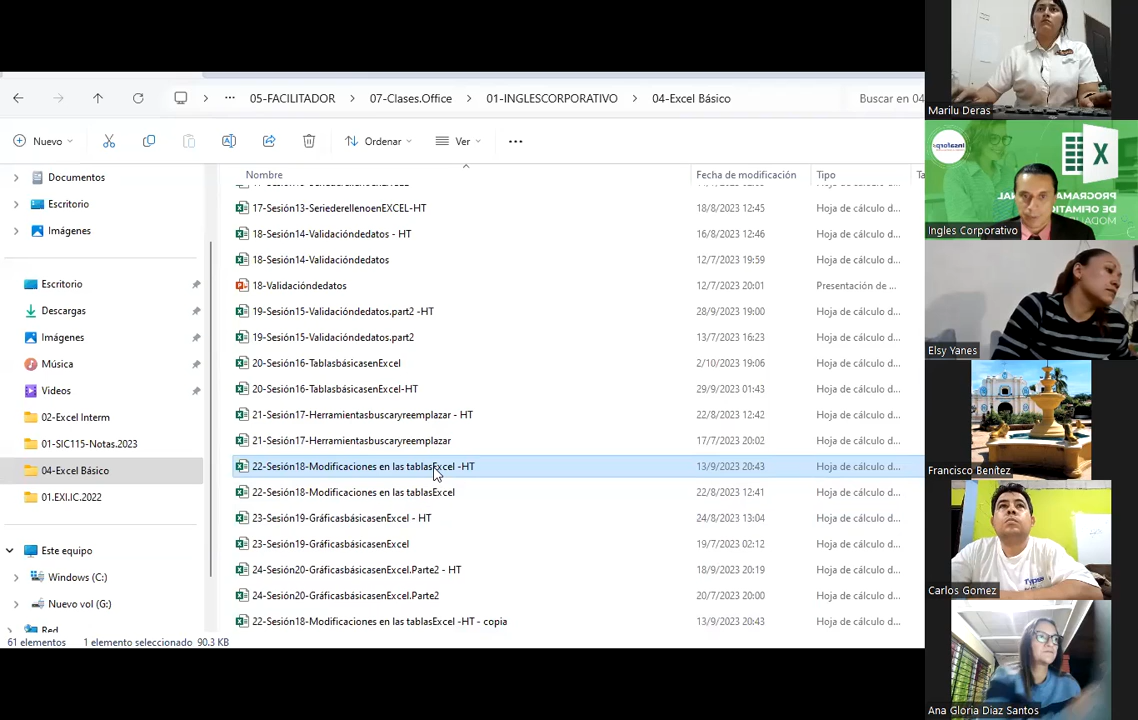 05-FACILITADOR > 07-Clases.Office > 01-INGLESCORPORATIVO > 04-Excel Básico
Buscar en 04
Nuevo
Ordenar
Ver
Nombre
Fecha de modificación
Tipo
Documentos
Escritorio
Imágenes
Escritorio
Descargas
Imágenes
Música
Videos
02-Excel Interm
01-SIC115-Notas.2023
04-Excel Básico
01.EXI.IC.2022
Este equipo
Windows (C:)
Nuevo vol (G:)
Red
17-Sesión13-SeriederellenoenEXCEL-HT 18/8/2023 12:45 Hoja de cálculo d...
18-Sesión14-Validacióndedatos - HT 16/8/2023 12:46 Hoja de cálculo d...
18-Sesión14-Validacióndedatos 12/7/2023 19:59 Hoja de cálculo d...
18-Validacióndedatos 12/7/2023 20:01 Presentación de ...
19-Sesión15-Validacióndedatos.part2 -HT 28/9/2023 19:00 Hoja de cálculo d...
19-Sesión15-Validacióndedatos.part2 13/7/2023 16:23 Hoja de cálculo d...
20-Sesión16-TablasbásicasenExcel 2/10/2023 19:06 Hoja de cálculo d...
20-Sesión16-TablasbásicasenExcel-HT 29/9/2023 01:43 Hoja de cálculo d...
21-Sesión17-Herramientasbuscaryreemplazar - HT 22/8/2023 12:42 Hoja de cálculo d...
21-Sesión17-Herramientasbuscaryreemplazar 17/7/2023 20:02 Hoja de cálculo d...
22-Sesión18-Modificaciones en las tablasExcel -HT 13/9/2023 20:43 Hoja de cálculo d...
22-Sesión18-Modificaciones en las tablasExcel 22/8/2023 12:41 Hoja de cálculo d...
23-Sesión19-GráficasbásicasenExcel - HT 24/8/2023 13:04 Hoja de cálculo d...
23-Sesión19-GráficasbásicasenExcel 19/7/2023 02:12 Hoja de cálculo d...
24-Sesión20-GráficasbásicasenExcel.Parte2 - HT 18/9/2023 20:19 Hoja de cálculo d...
24-Sesión20-GráficasbásicasenExcel.Parte2 20/7/2023 20:00 Hoja de cálculo d...
22-Sesión18-Modificaciones en las tablasExcel -HT - copia 13/9/2023 20:43 Hoja de cálculo d...
61 elementos
1 elemento seleccionado 90.3 KB
Marilu Deras
insaforp
X
PROGRAMA
DE OFIMATIC
MODALI
Ingles Corporativo
Elsy Yanes
Francisco Benítez
Carlos Gomez
Ana Gloria Diaz Santos